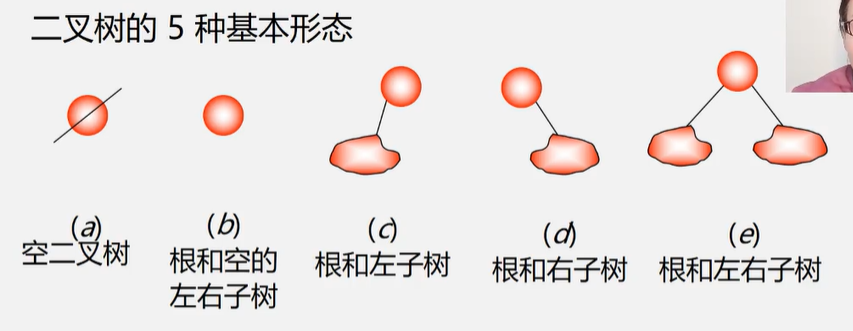 二叉树的 5 种基本形态
(a)
空二叉树
(b)
根和空的
左右子树
(c)
根和左子树
(d)
根和右子树
(e)
根和左右子树